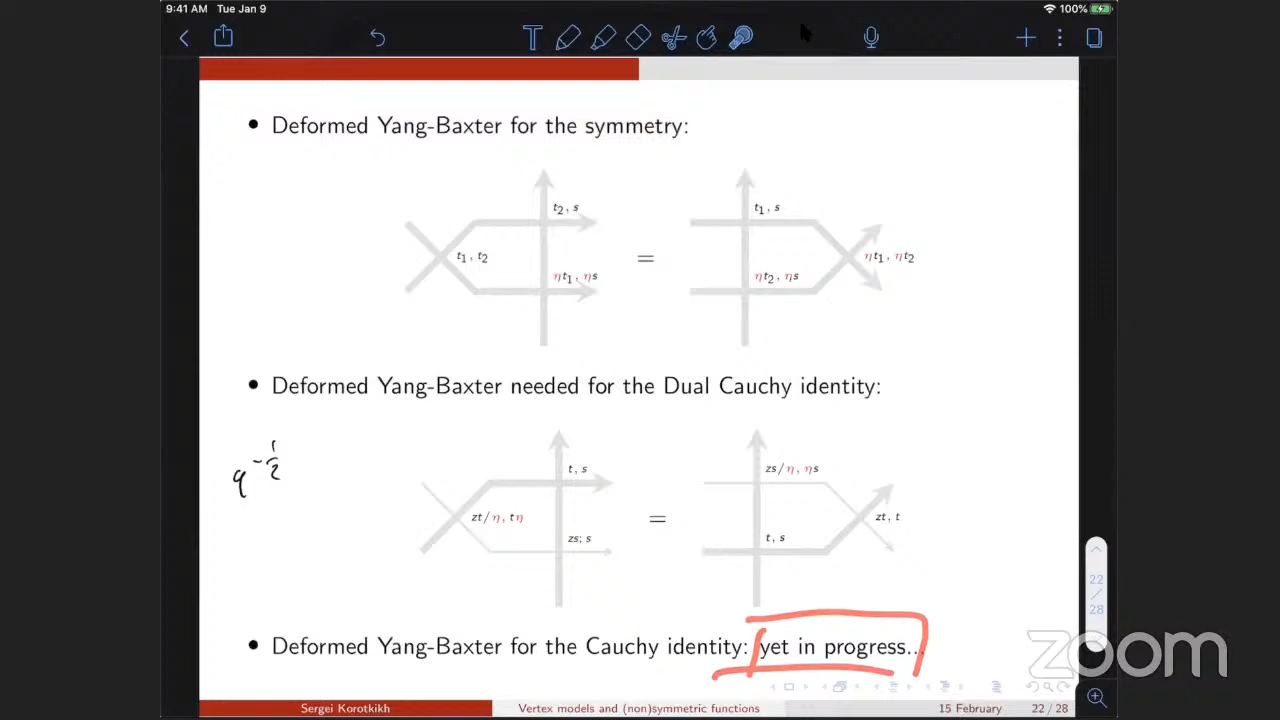 9:41 AM Tue Jan 9
100%
• Deformed Yang-Baxter for the symmetry:
t₂, s
t₁, s
t₁, t₂
=
ηt₁, ηt₂
ηt₁, ηs
ηt₂, ηs
• Deformed Yang-Baxter needed for the Dual Cauchy identity:
q^{-1/2}
t, s
zs/η, ηs
zt/η, tη
=
zt, t
zs; s
t, s
22
/
28
• Deformed Yang-Baxter for the Cauchy identity: yet in progress...
zoom
Sergei Korotkikh
Vertex models and (non)symmetric functions
15 February
22 / 28